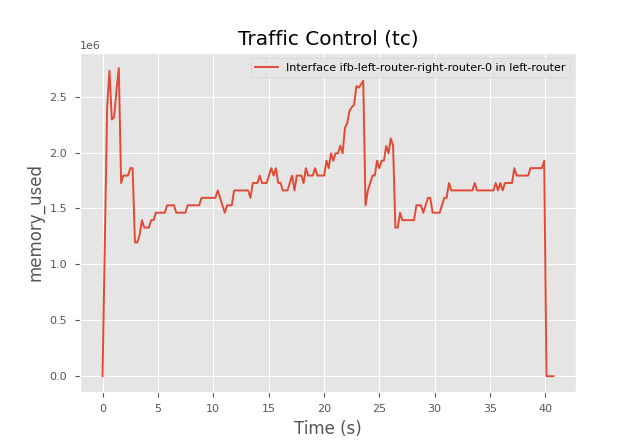 Traffic Control (tc)
1e6
Interface ifb-left-router-right-router-0 in left-router
2.5
2.0
1.5
1.0
0.5
0.0
memory_used
0 5 10 15 20 25 30 35 40
Time (s)